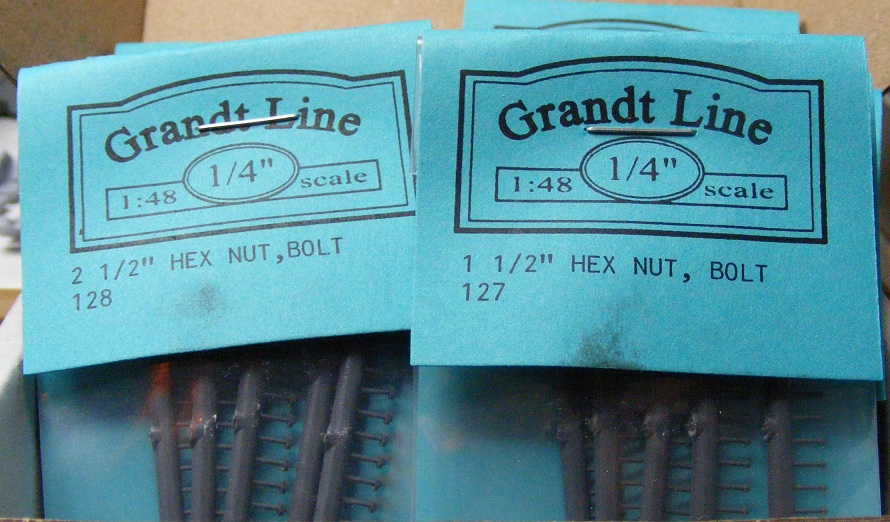 Grandt Line
1/4"
1:48 scale
2 1/2" HEX NUT,BOLT
128
Grandt Line
1/4"
1:48 scale
1 1/2" HEX NUT, BOLT
127